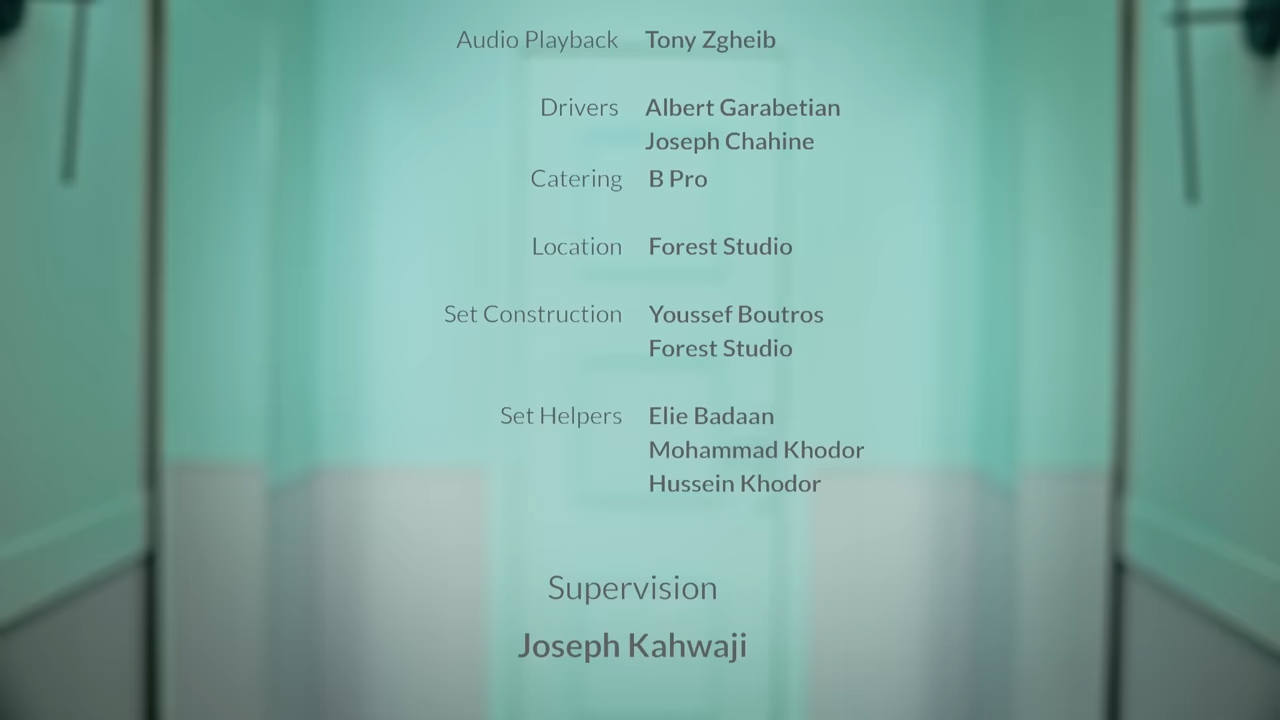 Audio Playback Tony Zgheib
Drivers Albert Garabetian
Joseph Chahine
Catering B Pro
Location Forest Studio
Set Construction Youssef Boutros
Forest Studio
Set Helpers Elie Badaan
Mohammad Khodor
Hussein Khodor
Supervision
Joseph Kahwaji